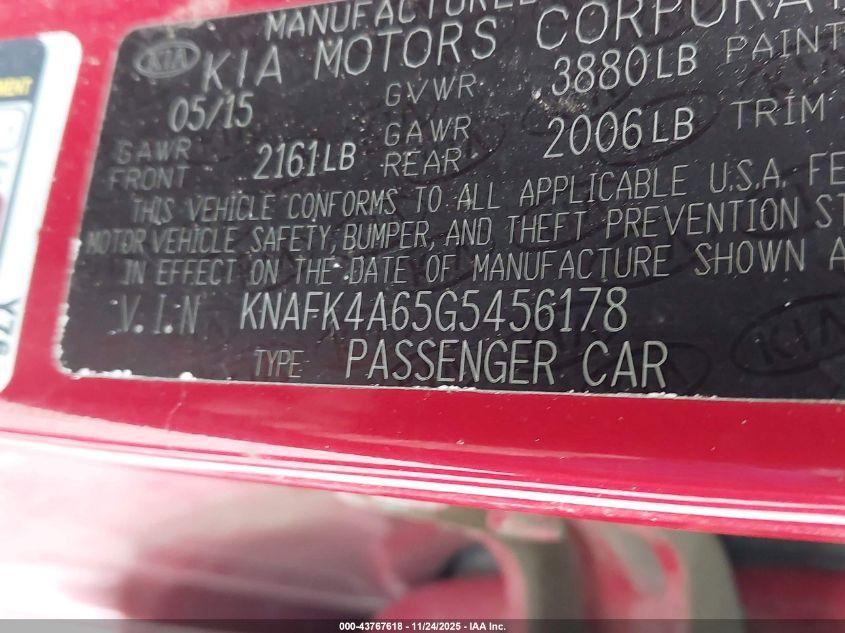 MANUFACTURED
KIA
KIA MOTORS CORPORA
05/15 GVWR 3880LB PAINT
GAWR FRONT 2161LB GAWR REAR 2006LB TRIM
THIS VEHICLE CONFORMS TO ALL APPLICABLE U.S.A. FE
MOTOR VEHICLE SAFETY, BUMPER, AND THEFT PREVENTION ST
IN EFFECT ON THE DATE OF MANUFACTURE SHOWN A
V.I.N KNAFK4A65G5456178
TYPE PASSENGER CAR
000-43767618 - 11/24/2025 - IAA Inc.